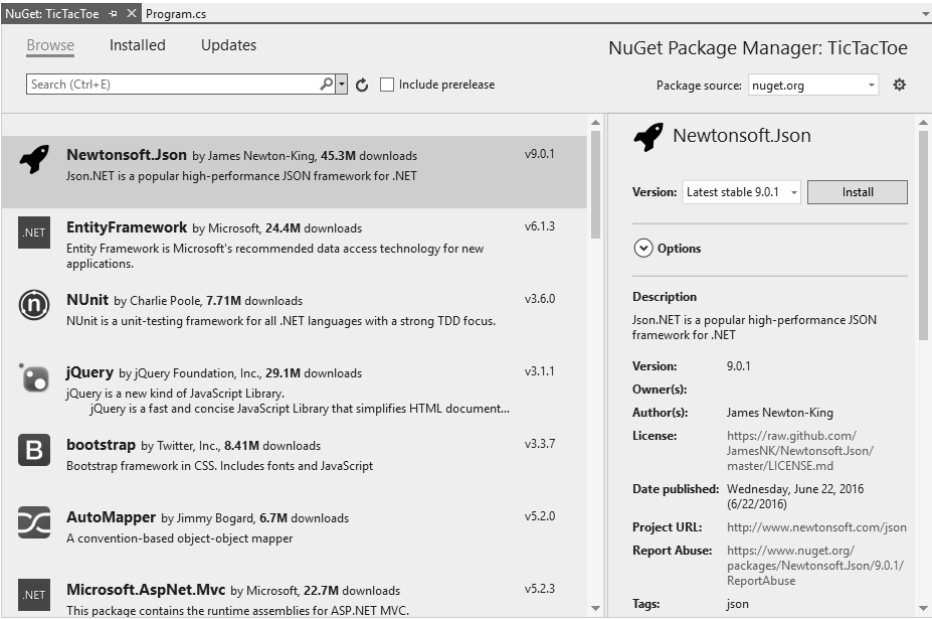 NuGet: TicTacToe Program.cs
Browse Installed Updates
NuGet Package Manager: TicTacToe
Search (Ctrl+E) Include prerelease
Package source: nuget.org
Newtonsoft.Json by James Newton-King, 45.3M downloads v9.0.1
Json.NET is a popular high-performance JSON framework for .NET
.NET
EntityFramework by Microsoft, 24.4M downloads v6.1.3
Entity Framework is Microsoft's recommended data access technology for new
applications.
n
NUnit by Charlie Poole, 7.71M downloads v3.6.0
NUnit is a unit-testing framework for all .NET languages with a strong TDD focus.
jQuery by jQuery Foundation, Inc., 29.1M downloads v3.1.1
jQuery is a new kind of JavaScript Library.
jQuery is a fast and concise JavaScript Library that simplifies HTML document...
B
bootstrap by Twitter, Inc., 8.41M downloads v3.3.7
Bootstrap framework in CSS. Includes fonts and JavaScript
AutoMapper by Jimmy Bogard, 6.7M downloads v5.2.0
A convention-based object-object mapper
.NET
Microsoft.AspNet.Mvc by Microsoft, 22.7M downloads v5.2.3
This package contains the runtime assemblies for ASP.NET MVC.
Newtonsoft.Json
Version: Latest stable 9.0.1 Install
Options
Description
Json.NET is a popular high-performance JSON
framework for .NET
Version: 9.0.1
Owner(s):
Author(s): James Newton-King
License: https://raw.github.com/
JamesNK/Newtonsoft.Json/
master/LICENSE.md
Date published: Wednesday, June 22, 2016
(6/22/2016)
Project URL: http://www.newtonsoft.com/json
Report Abuse: https://www.nuget.org/
packages/Newtonsoft.Json/9.0.1/
ReportAbuse
Tags: json